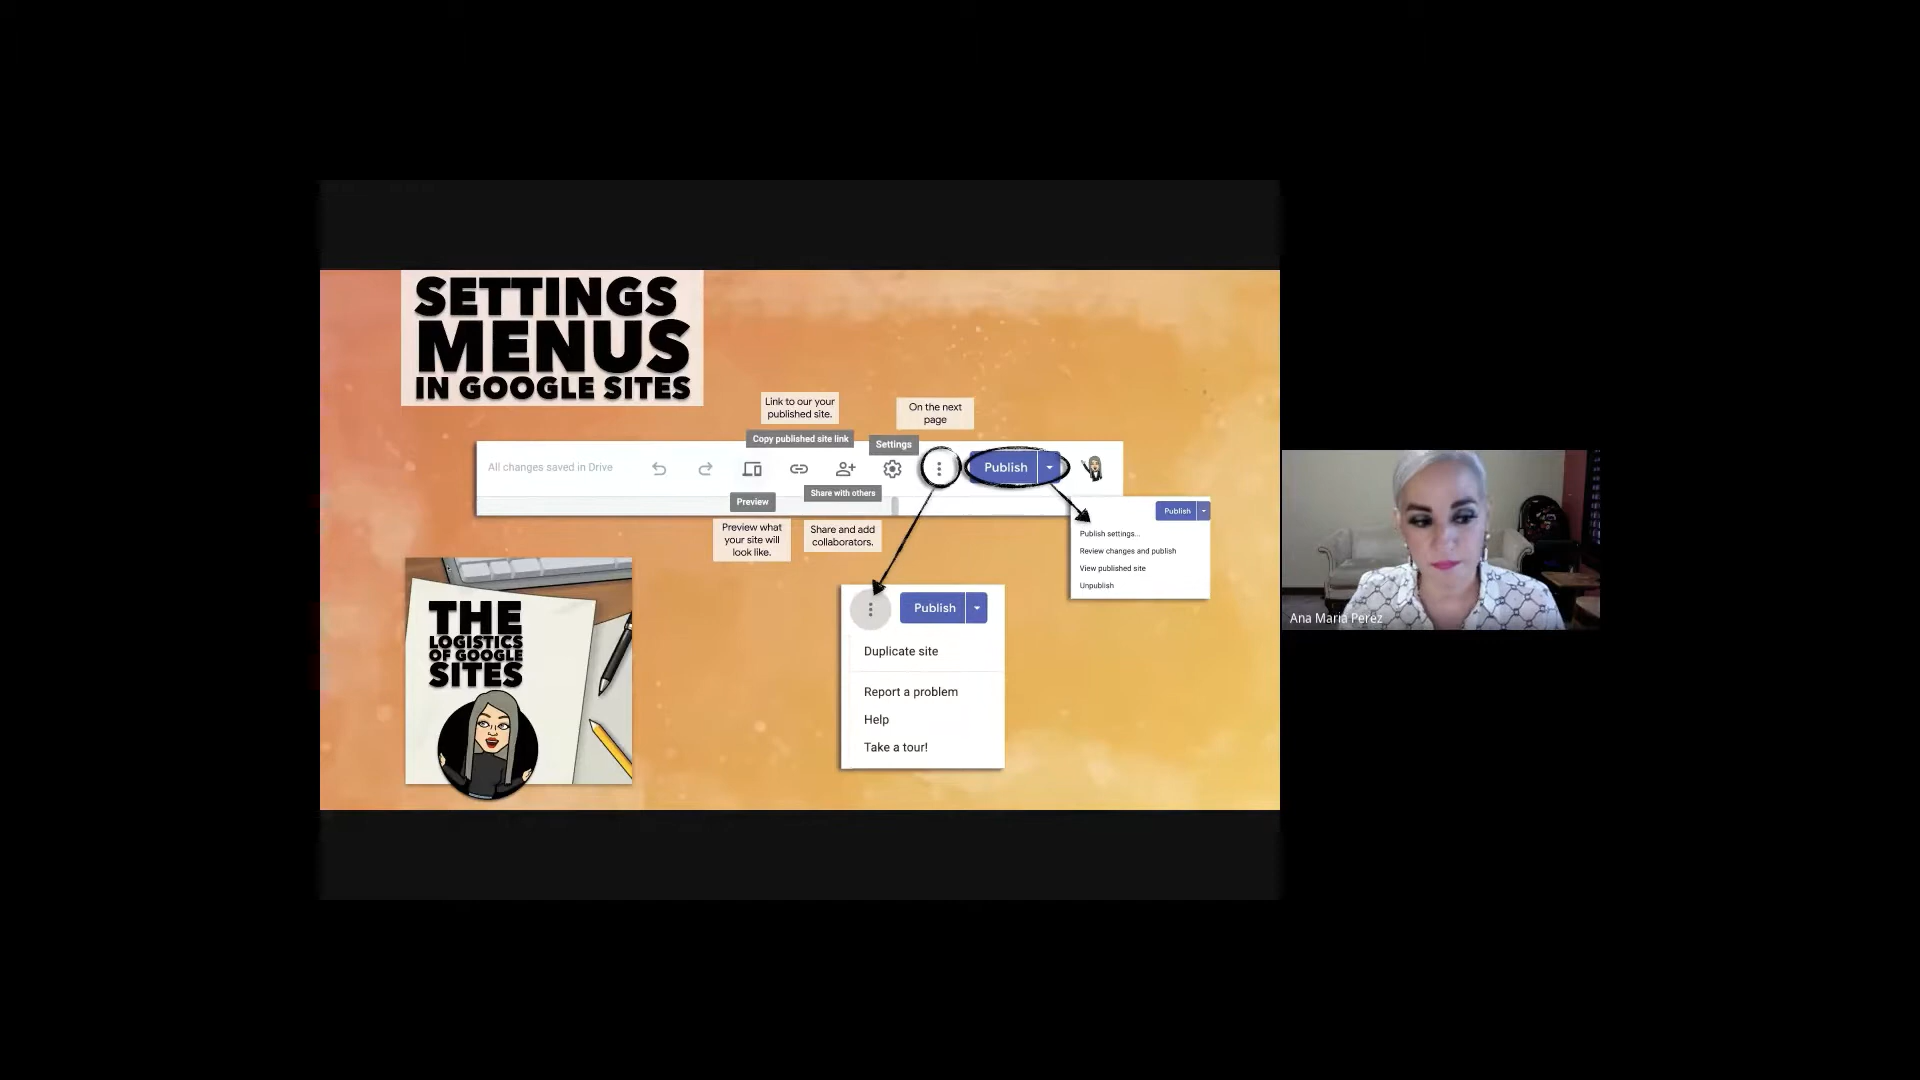 SETTINGS
MENUS
IN GOOGLE SITES
Link to our your
published site.
On the next
page
Copy published site link
Settings
All changes saved in Drive
Publish
Preview
Share with others
Preview what
your site will
look like.
Share and add
collaborators.
Publish
Publish settings...
Review changes and publish
View published site
Unpublish
THE
LOGISTICS
OF GOOGLE
SITES
Publish
Duplicate site
Report a problem
Help
Take a tour!
Ana Maria Perez